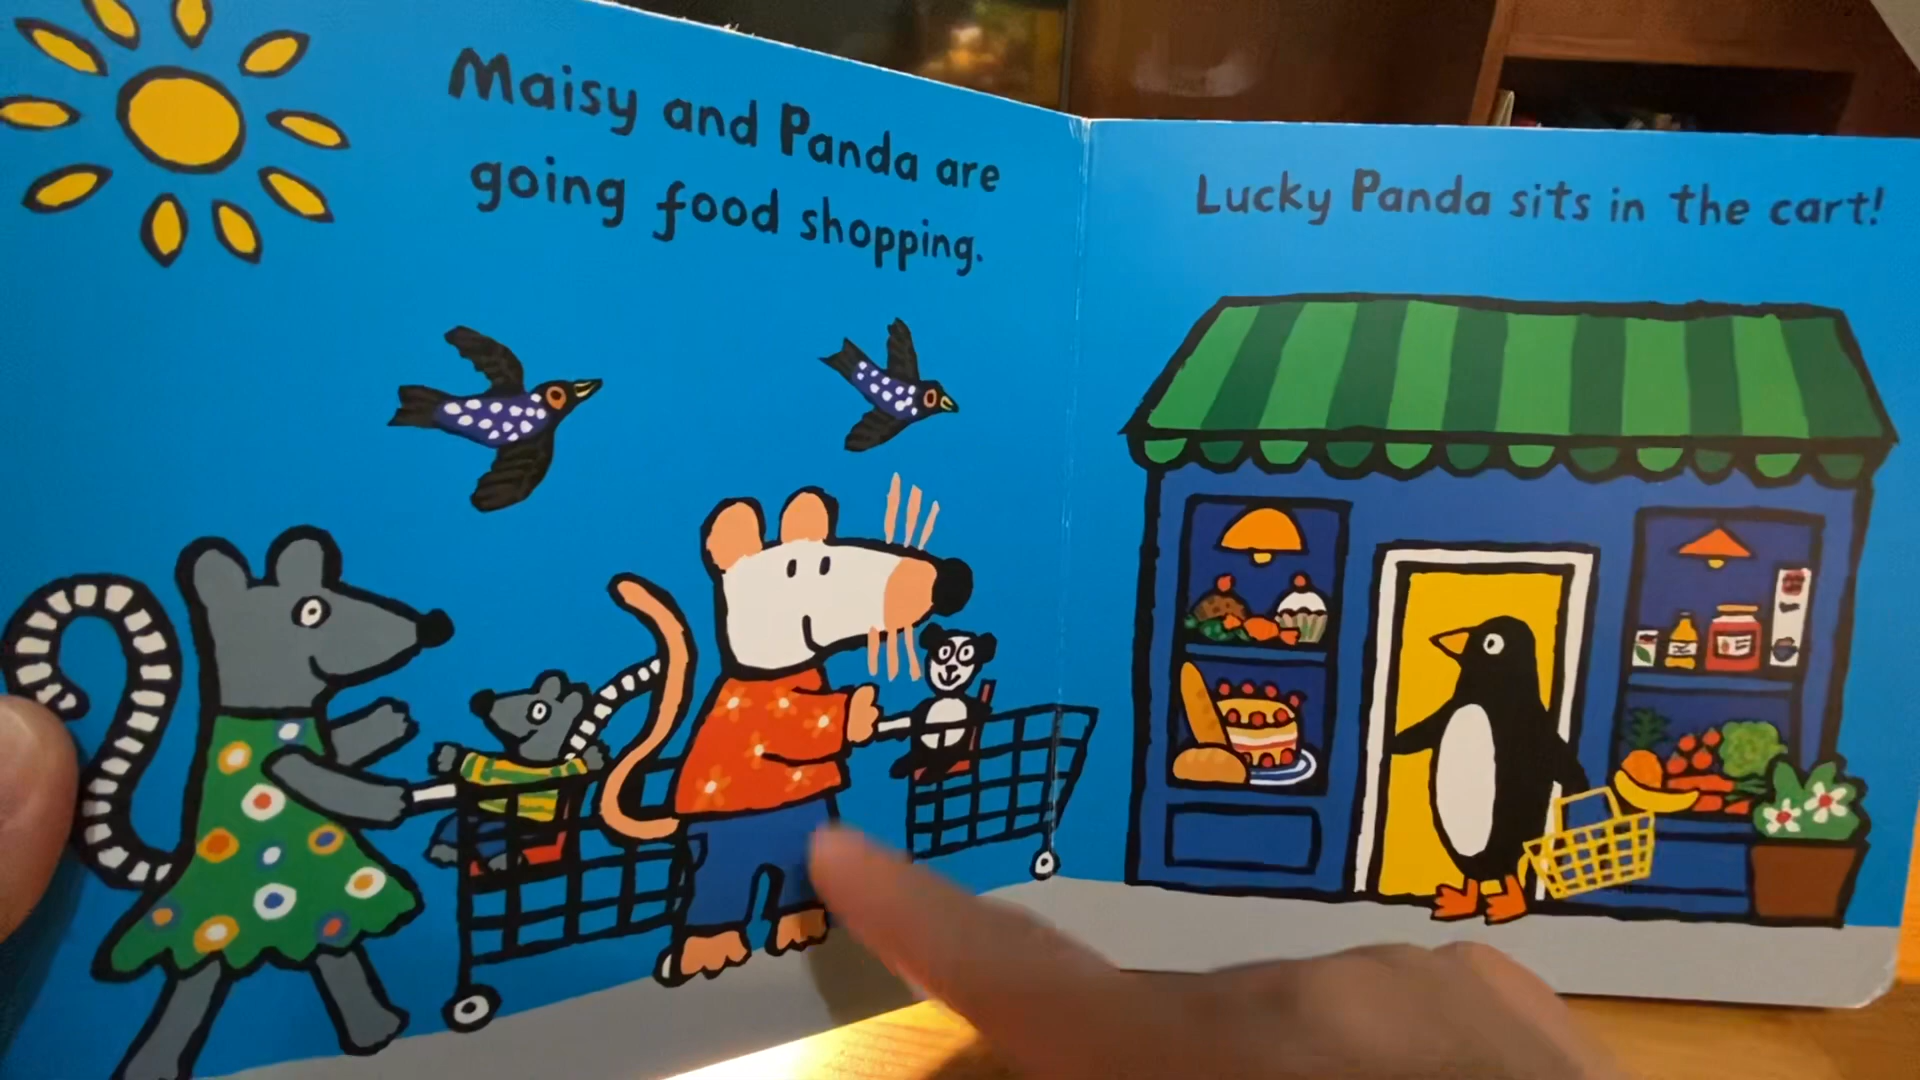 Maisy and Panda are
going food shopping.
Lucky Panda sits in the cart!